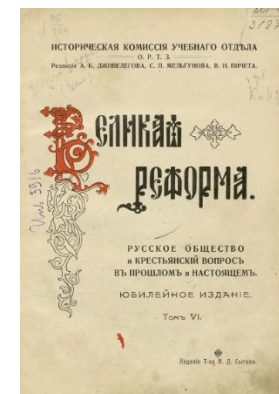 ИСТОРИЧЕСКАЯ КОМИССІЯ УЧЕБНАГО ОТДѢЛА
О. Р. Т. З.
Редакція А. К. ДЖИВЕЛЕГОВА, С. П. МЕЛЬГУНОВА, В. И. ПИЧЕТА.
ВЕЛИКАЯ
РЕФОРМА.
РУССКОЕ ОБЩЕСТВО
и КРЕСТЬЯНСКІЙ ВОПРОСЪ
ВЪ ПРОШЛОМЪ и НАСТОЯЩЕМЪ.
ЮБИЛЕЙНОЕ ИЗДАНІЕ.
Томъ VI.
Изданіе Т-ва И. Д. Сытина.